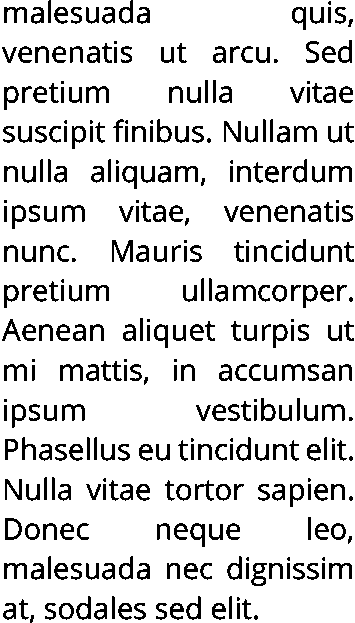 malesuada quis,
venenatis ut arcu. Sed
pretium nulla vitae
suscipit finibus. Nullam ut
nulla aliquam, interdum
ipsum vitae, venenatis
nunc. Mauris tincidunt
pretium ullamcorper.
Aenean aliquet turpis ut
mi mattis, in accumsan
ipsum vestibulum.
Phasellus eu tincidunt elit.
Nulla vitae tortor sapien.
Donec neque leo,
malesuada nec dignissim
at, sodales sed elit.